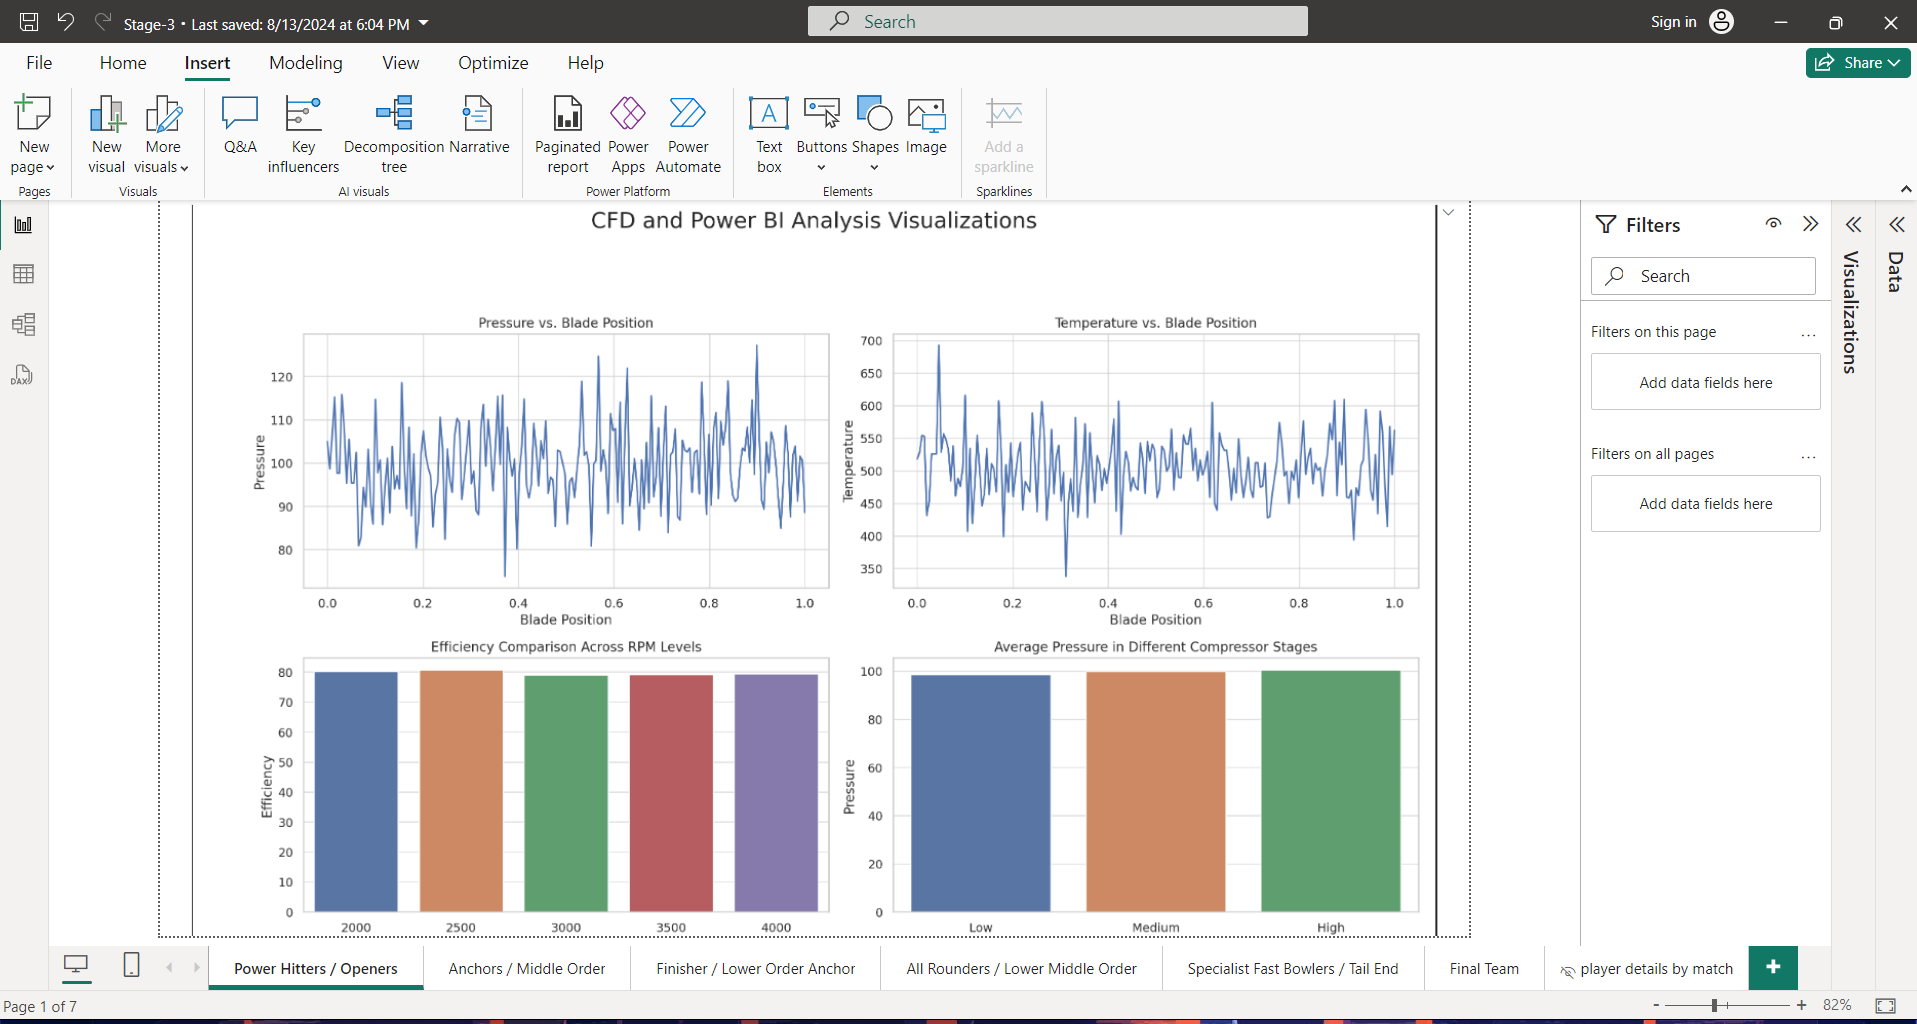 Stage-3 • Last saved: 8/13/2024 at 6:04 PM
Search
Sign in
File Home Insert Modeling View Optimize Help
Share
New page
New visual
More visuals
Q&A
Key influencers
Decomposition tree
Narrative
Paginated report
Power Apps
Power Automate
Text box
Buttons
Shapes
Image
Add a sparkline
Pages Visuals AI visuals Power Platform Elements Sparklines
DAX
CFD and Power BI Analysis Visualizations
Pressure vs. Blade Position
120
110
100
90
80
Pressure
0.0 0.2 0.4 0.6 0.8 1.0
Blade Position
Temperature vs. Blade Position
700
650
600
550
500
450
400
350
Temperature
0.0 0.2 0.4 0.6 0.8 1.0
Blade Position
Efficiency Comparison Across RPM Levels
80
70
60
50
40
30
20
10
0
Efficiency
2000 2500 3000 3500 4000
Average Pressure in Different Compressor Stages
100
80
60
40
20
0
Pressure
Low Medium High
Filters
Search
Filters on this page ...
Add data fields here
Filters on all pages ...
Add data fields here
Visualizations
Data
Power Hitters / Openers
Anchors / Middle Order
Finisher / Lower Order Anchor
All Rounders / Lower Middle Order
Specialist Fast Bowlers / Tail End
Final Team
player details by match
+
Page 1 of 7
- + 82%